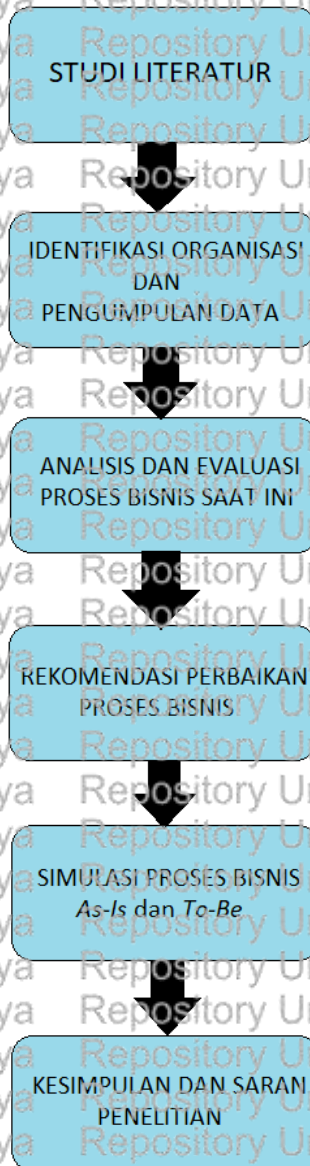 STUDI LITERATUR
IDENTIFIKASI ORGANISASI
DAN
PENGUMPULAN DATA
ANALISIS DAN EVALUASI
PROSES BISNIS SAAT INI
REKOMENDASI PERBAIKAN
PROSES BISNIS
SIMULASI PROSES BISNIS
As-Is dan To-Be
KESIMPULAN DAN SARAN
PENELITIAN